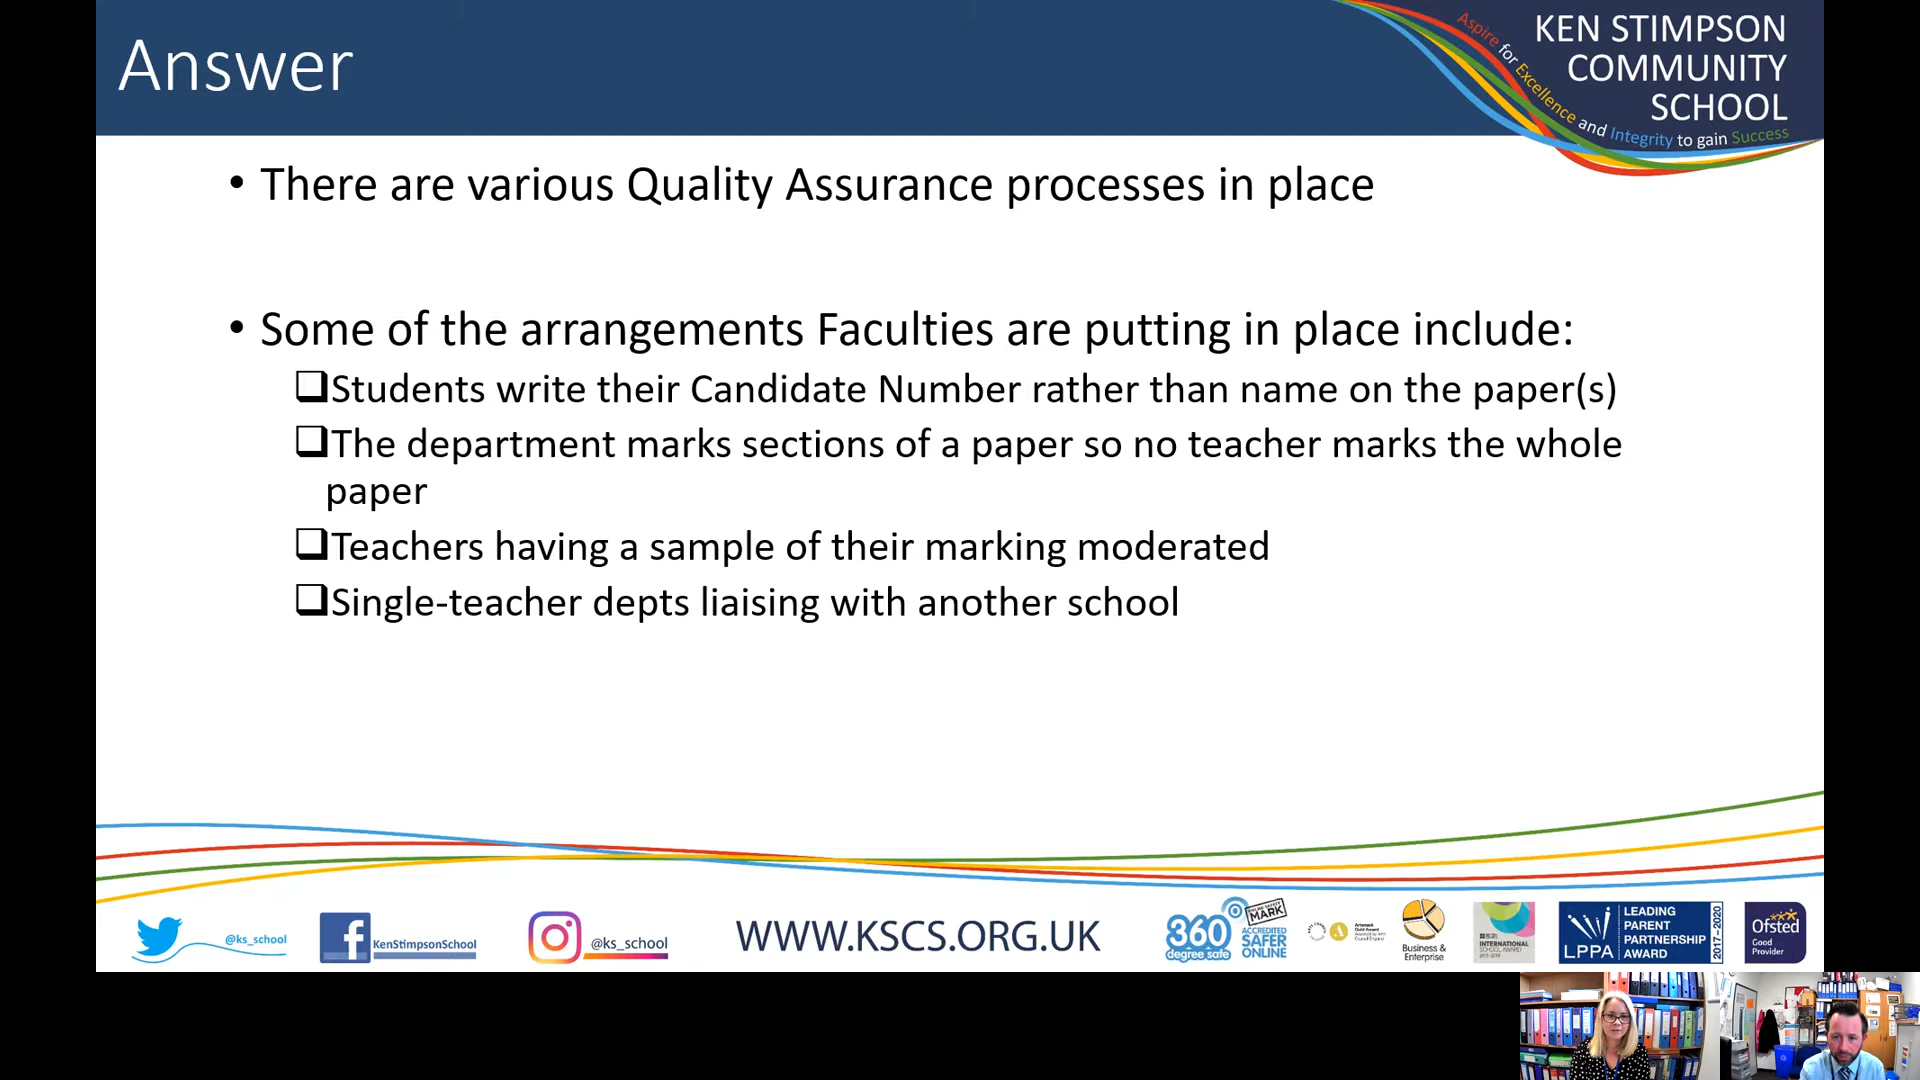 Answer
KEN STIMPSON
COMMUNITY
SCHOOL
Aspire for Excellence and Integrity to gain Success
• There are various Quality Assurance processes in place
• Some of the arrangements Faculties are putting in place include:
❑Students write their Candidate Number rather than name on the paper(s)
❑The department marks sections of a paper so no teacher marks the whole
paper
❑Teachers having a sample of their marking moderated
❑Single-teacher depts liaising with another school
@ks_school
KenStimpsonSchool
@ks_school
WWW.KSCS.ORG.UK
360
degree safe
ONLINE SAFETY
MARK
ACCREDITED
SAFER
ONLINE
Business &
Enterprise
INTERNATIONAL
SCHOOL AWARD
LPPA
LEADING
PARENT
PARTNERSHIP
AWARD
2017-2020
Ofsted
Good
Provider